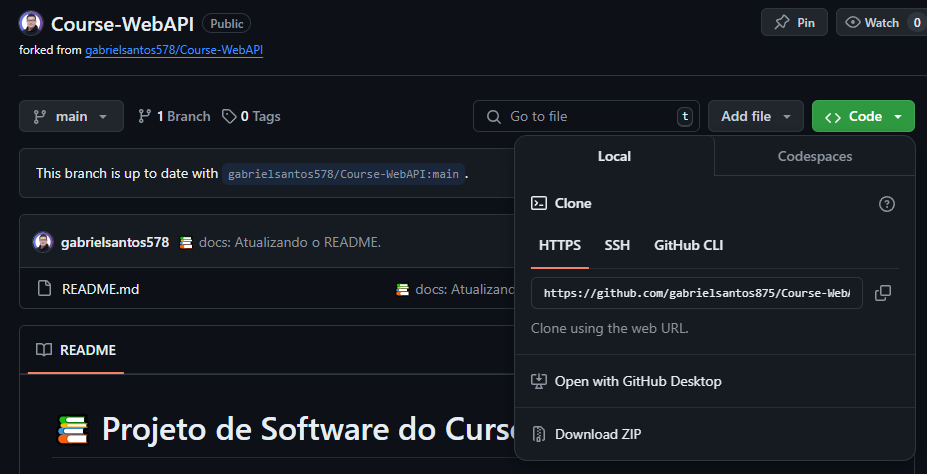 Course-WebAPI Public Pin Watch 0
forked from gabrielsantos578/Course-WebAPI
main 1 Branch 0 Tags Go to file t Add file Code
Local Codespaces
This branch is up to date with gabrielsantos578/Course-WebAPI:main.
Clone
HTTPS SSH GitHub CLI
gabrielsantos578 docs: Atualizando o README.
README.md docs: Atualizand
https://github.com/gabrielsantos875/Course-WebA
Clone using the web URL.
README
Open with GitHub Desktop
Projeto de Software do Curs
Download ZIP